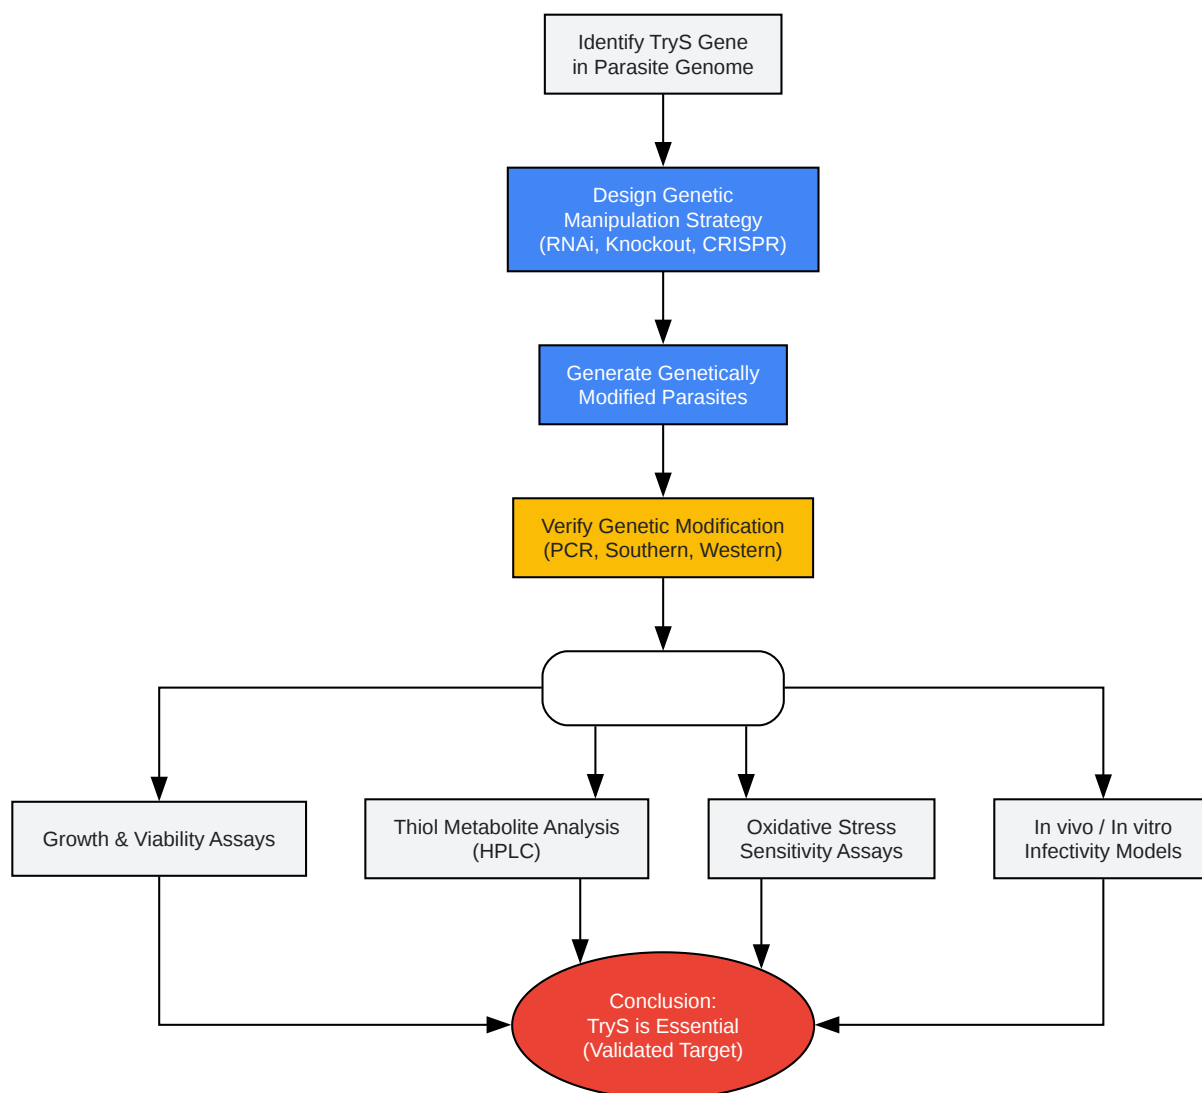 Identify TryS Gene
in Parasite Genome
Design Genetic
Manipulation Strategy
(RNAi, Knockout, CRISPR)
Generate Genetically
Modified Parasites
Verify Genetic Modification
(PCR, Southern, Western)
Growth & Viability Assays
Thiol Metabolite Analysis
(HPLC)
Oxidative Stress
Sensitivity Assays
In vivo / In vitro
Infectivity Models
Conclusion:
TryS is Essential
(Validated Target)